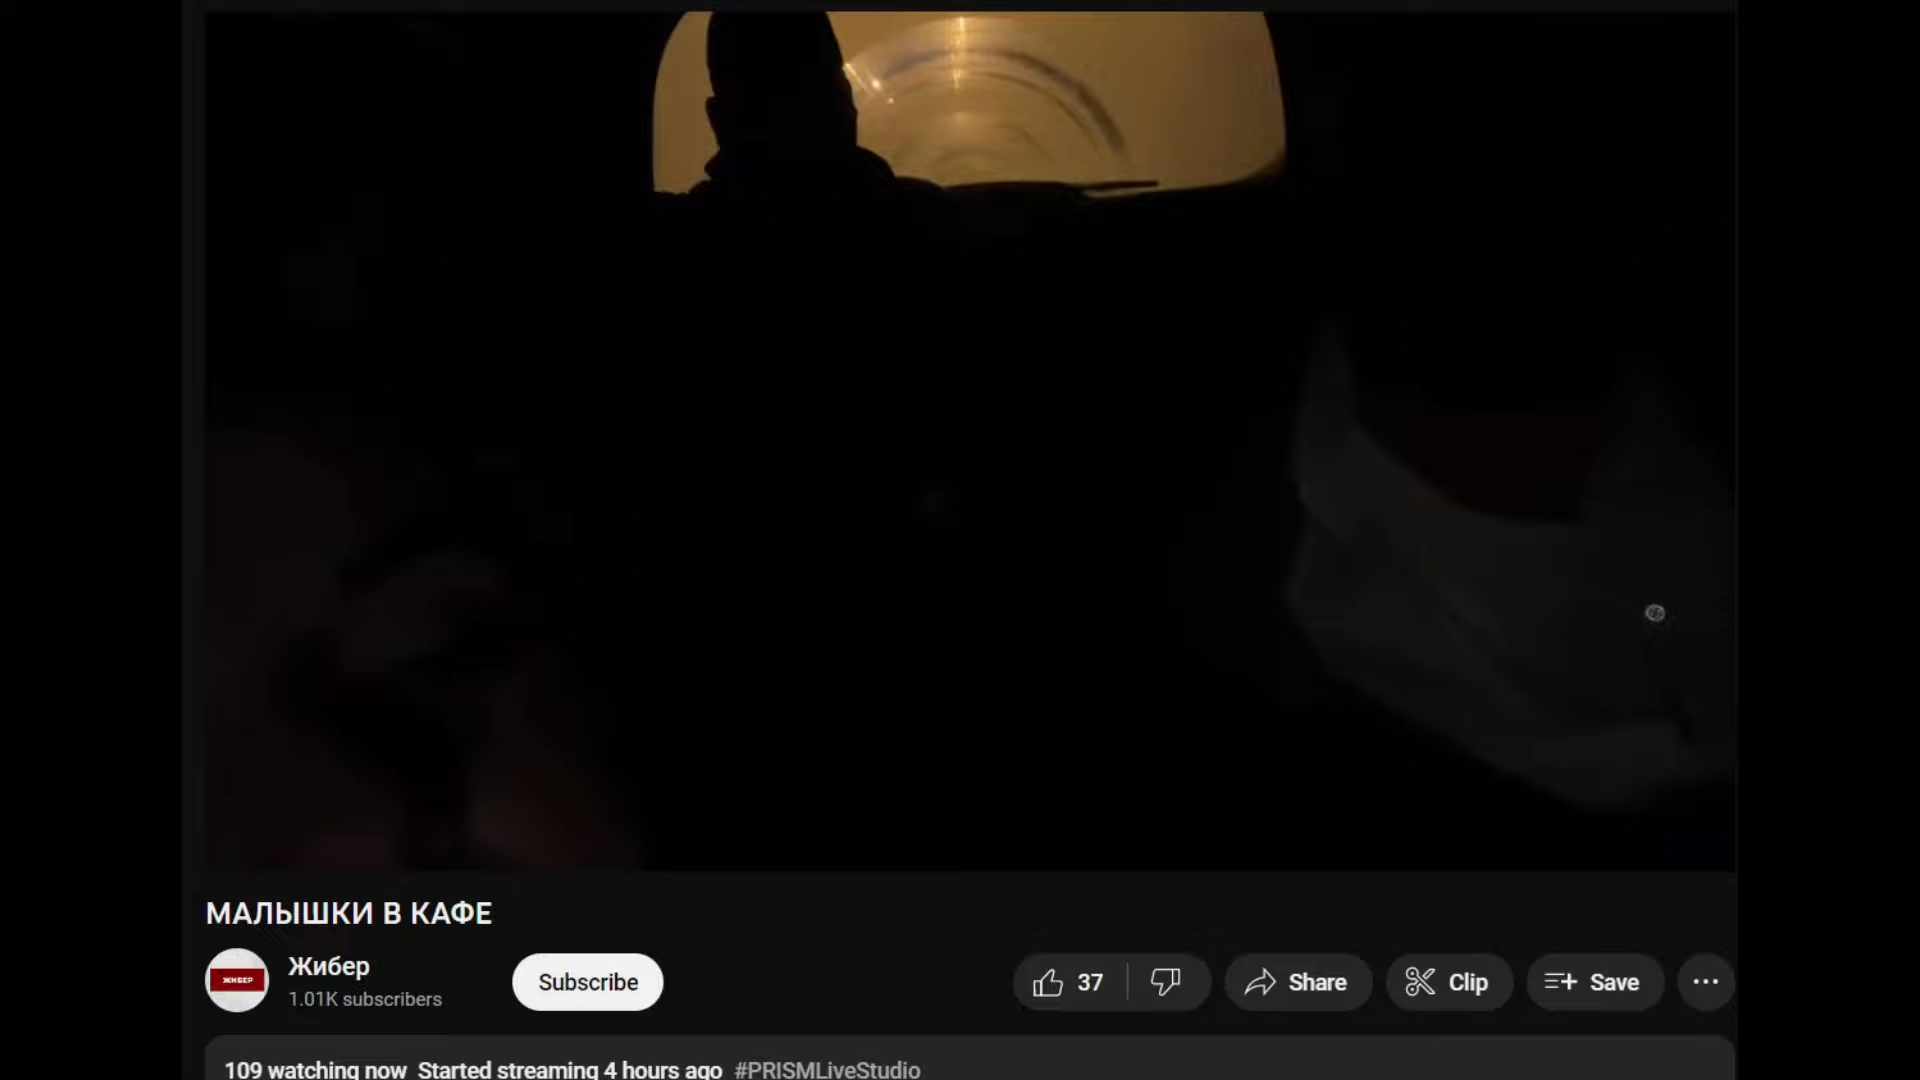 МАЛЫШКИ В КАФЕ
ЖИБЕР
Жибер
1.01K subscribers
Subscribe
37
Share
Clip
Save
109 watching now Started streaming 4 hours ago #PRISMLiveStudio